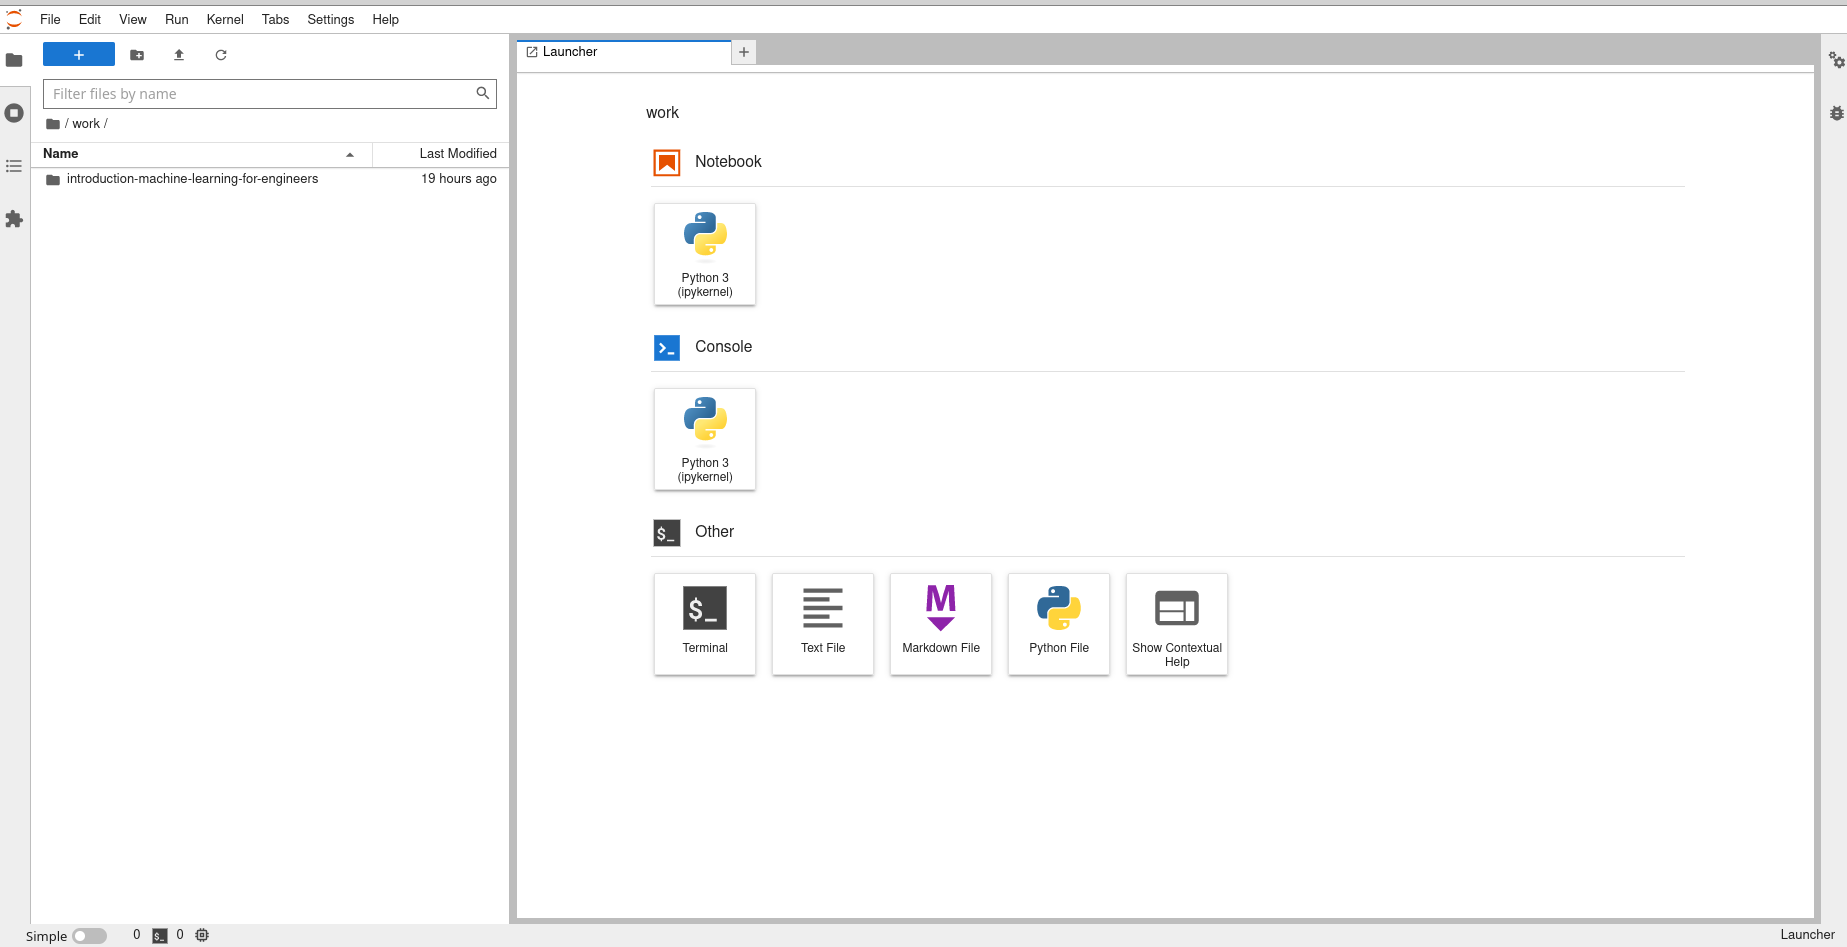 File Edit View Run Kernel Tabs Settings Help
Launcher
Filter files by name
/ work /
Name Last Modified
introduction-machine-learning-for-engineers 19 hours ago
work
Notebook
Python 3
(ipykernel)
Console
>_
Python 3
(ipykernel)
$_ Other
$_
M
Terminal Text File Markdown File Python File Show Contextual
Help
Simple 0 $_ 0 Launcher